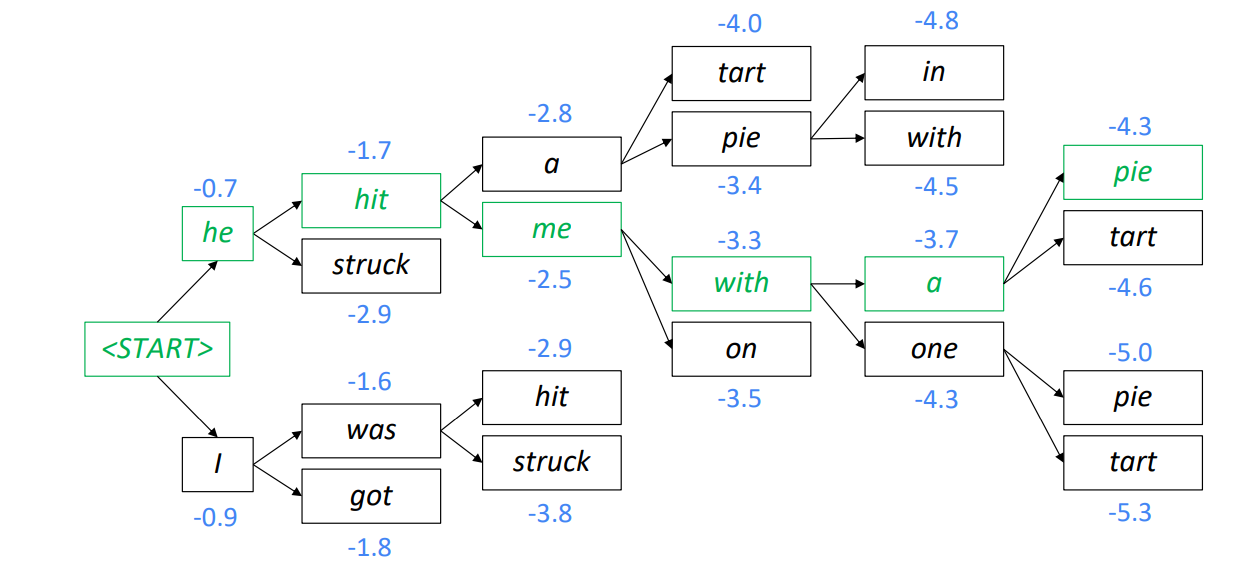 -4.0
-4.8
tart
in
-2.8
pie
with
-4.3
-1.7
a
-3.4
-4.5
pie
-0.7
hit
me
-3.3
-3.7
tart
he
struck
-2.5
with
a
-4.6
-2.9
<START>
-2.9
on
one
-5.0
-1.6
hit
-3.5
-4.3
pie
was
struck
tart
I
got
-3.8
-5.3
-0.9
-1.8